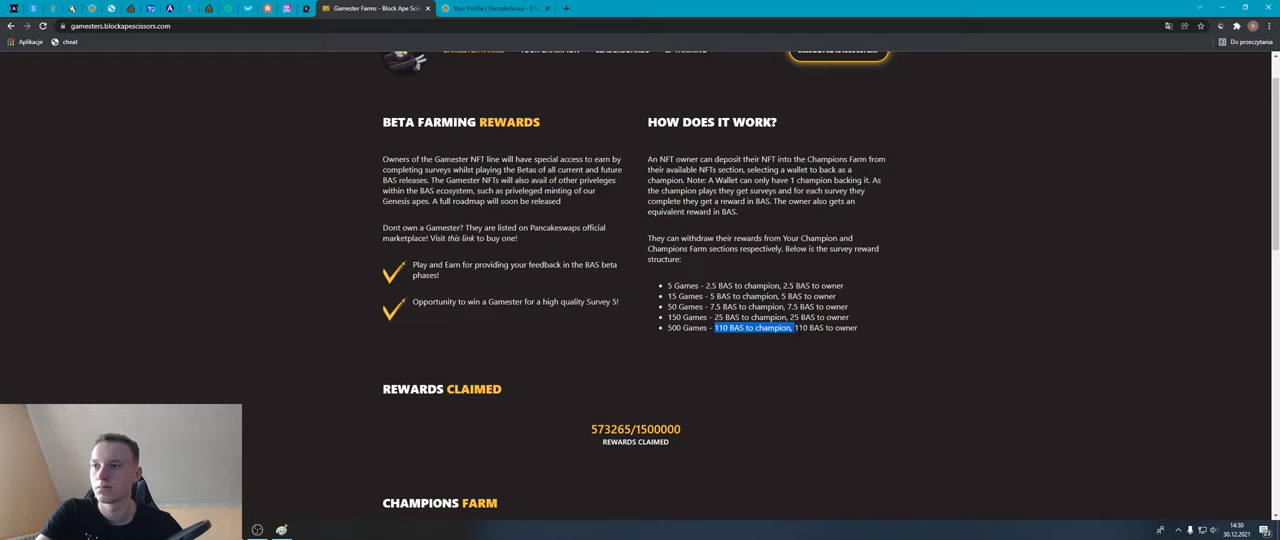 Gamester Farms - Block Ape Scis
Your Profile | PancakeSwap - $10
gamesters.blockapescissors.com
Aplikacje
cheat
Do przeczytania
BETA FARMING REWARDS
Owners of the Gamester NFT line will have special access to earn by
completing surveys whilst playing the Betas of all current and future
BAS releases. The Gamester NFTs will also avail of other priveleges
within the BAS ecosystem, such as priveleged minting of our
Genesis apes. A full roadmap will soon be released
Dont own a Gamester? They are listed on Pancakeswaps official
marketplace! Visit this link to buy one!
Play and Earn for providing your feedback in the BAS beta
phases!
Opportunity to win a Gamester for a high quality Survey 5!
HOW DOES IT WORK?
An NFT owner can deposit their NFT into the Champions Farm from
their available NFTs section, selecting a wallet to back as a
champion. Note: A Wallet can only have 1 champion backing it. As
the champion plays they get surveys and for each survey they
complete they get a reward in BAS. The owner also gets an
equivalent reward in BAS.
They can withdraw their rewards from Your Champion and
Champions Farm sections respectively. Below is the survey reward
structure:
5 Games - 2.5 BAS to champion, 2.5 BAS to owner
15 Games - 5 BAS to champion, 5 BAS to owner
50 Games - 7.5 BAS to champion, 7.5 BAS to owner
150 Games - 25 BAS to champion, 25 BAS to owner
500 Games - 110 BAS to champion, 110 BAS to owner
REWARDS CLAIMED
573265/1500000
REWARDS CLAIMED
CHAMPIONS FARM
14:30
30.12.2021
23